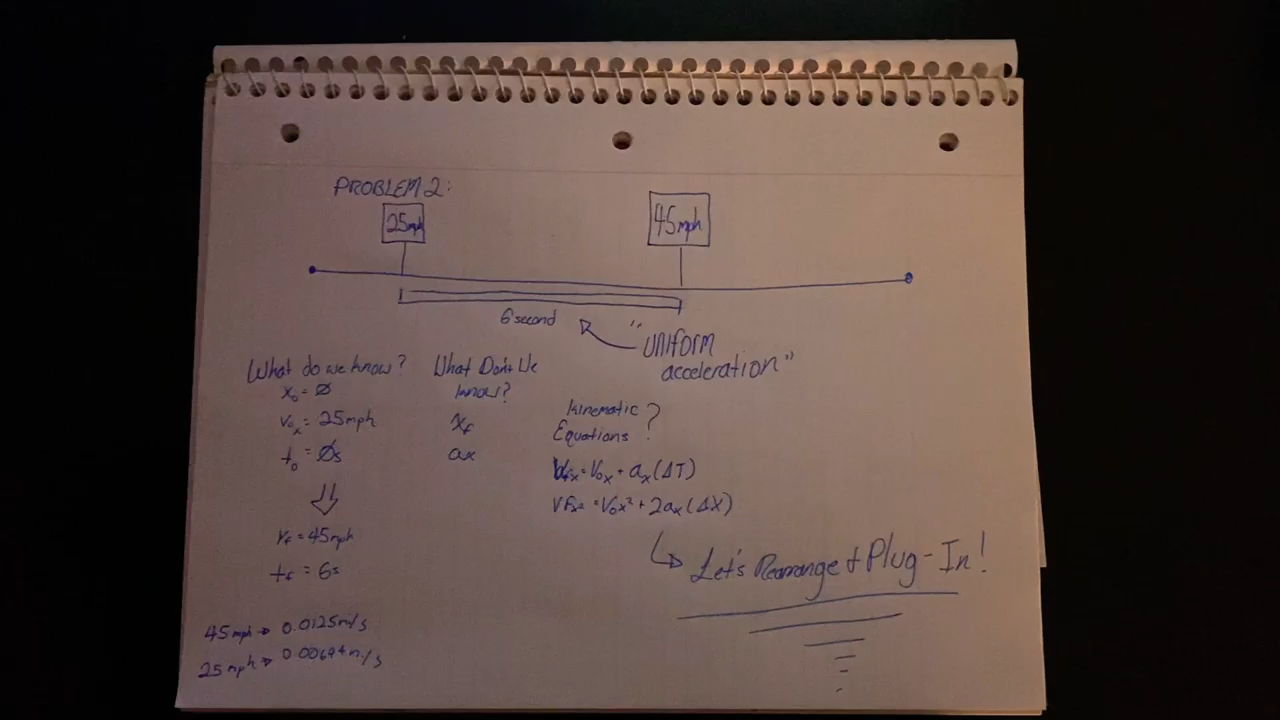 PROBLEM 2:
25mph
45mph
6 second
"UNIFORM
acceleration"
What do we know?
x₀ = Ø
v₀ₓ = 25mph
t₀ = Øs
⇓
Vf = 45mph
tf = 6s
45mph → 0.0125mi/s
25mph → 0.00694mi/s
What Don't We
know?
xf
ax
Kinematic
Equations ?
Vfx = V₀x + ax(ΔT)
VFx² = V₀x² + 2ax(ΔX)
↳ Let's Rearrange & Plug-In!